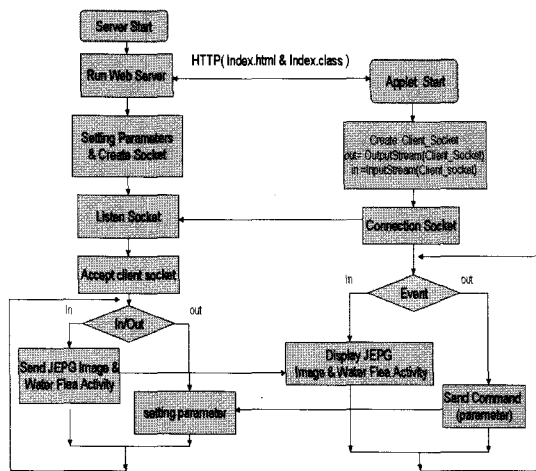 Server Start
Run Web Server
HTTP( Index.html & Index.class )
Applet Start
Setting Parameters
& Create Socket
Create Client_Socket
out= OutputStream(Client_Socket)
in =InputStream(Client_socket)
Listen Socket
Connection Socket
Accept client socket
in
out
Event
in
out
In/Out
Send JEPG Image &
Water Flea Activity
Display JEPG
Image & Water Flea Activity
setting parameter
Send Command
(parameter)